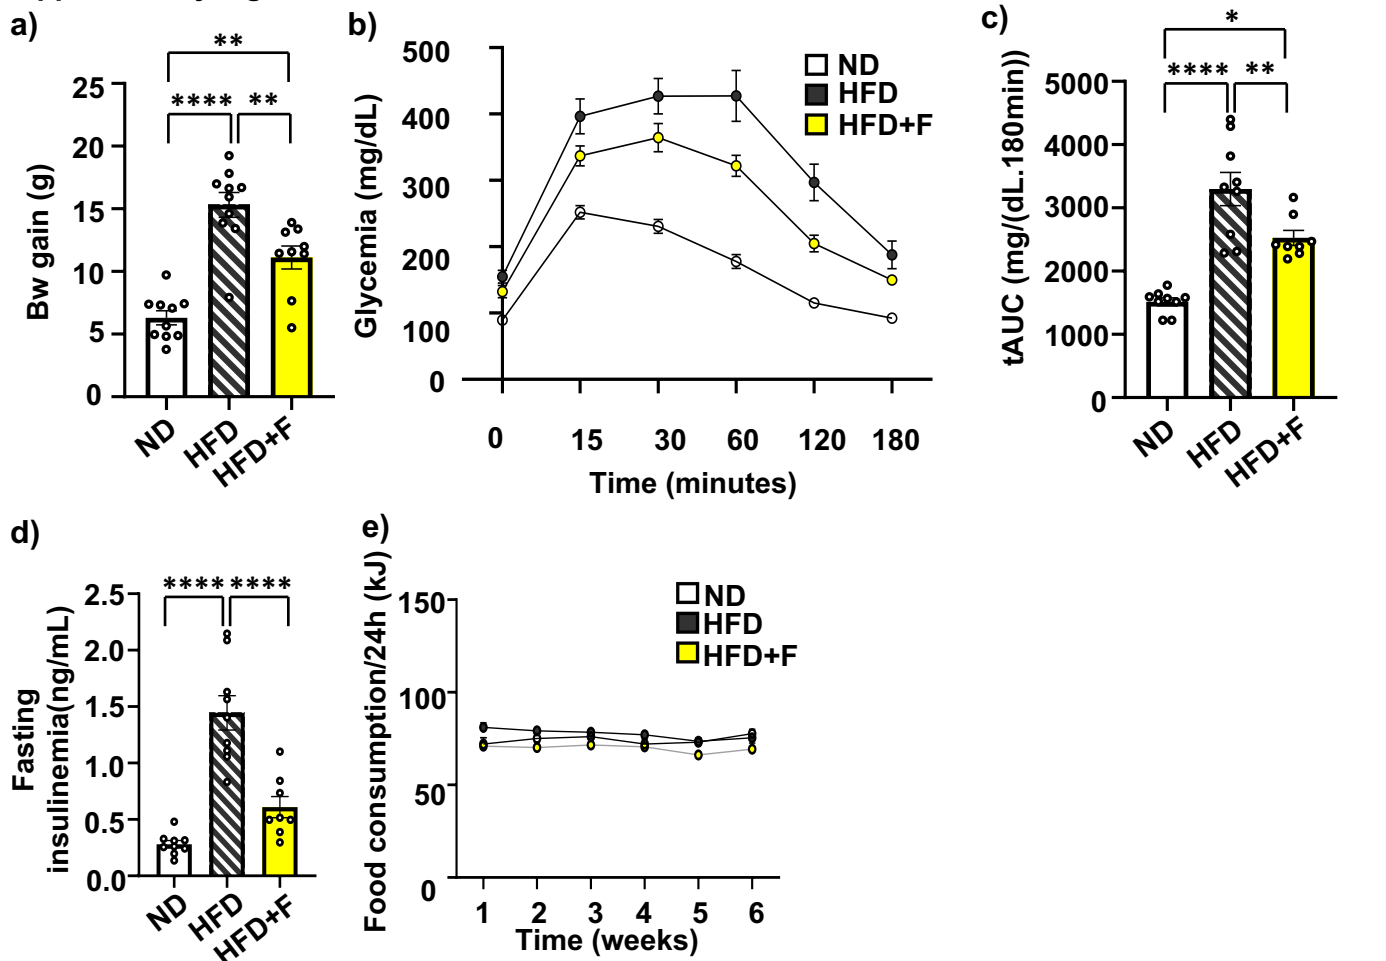 a)
**
**** **
Bw gain (g)
25
20
15
10
5
0
ND
HFD
HFD+F
b)
Glycemia (mg/dL)
500
400
300
200
100
0
0 15 30 60 120 180
Time (minutes)
ND
HFD
HFD+F
c)
*
**** **
tAUC (mg/(dL.180min))
5000
4000
3000
2000
1000
0
ND
HFD
HFD+F
d)
**** ****
Fasting
insulinemia(ng/mL)
2.5
2.0
1.5
1.0
0.5
0.0
ND
HFD
HFD+F
e)
Food consumption/24h (kJ)
150
100
50
0
1 2 3 4 5 6
Time (weeks)
ND
HFD
HFD+F